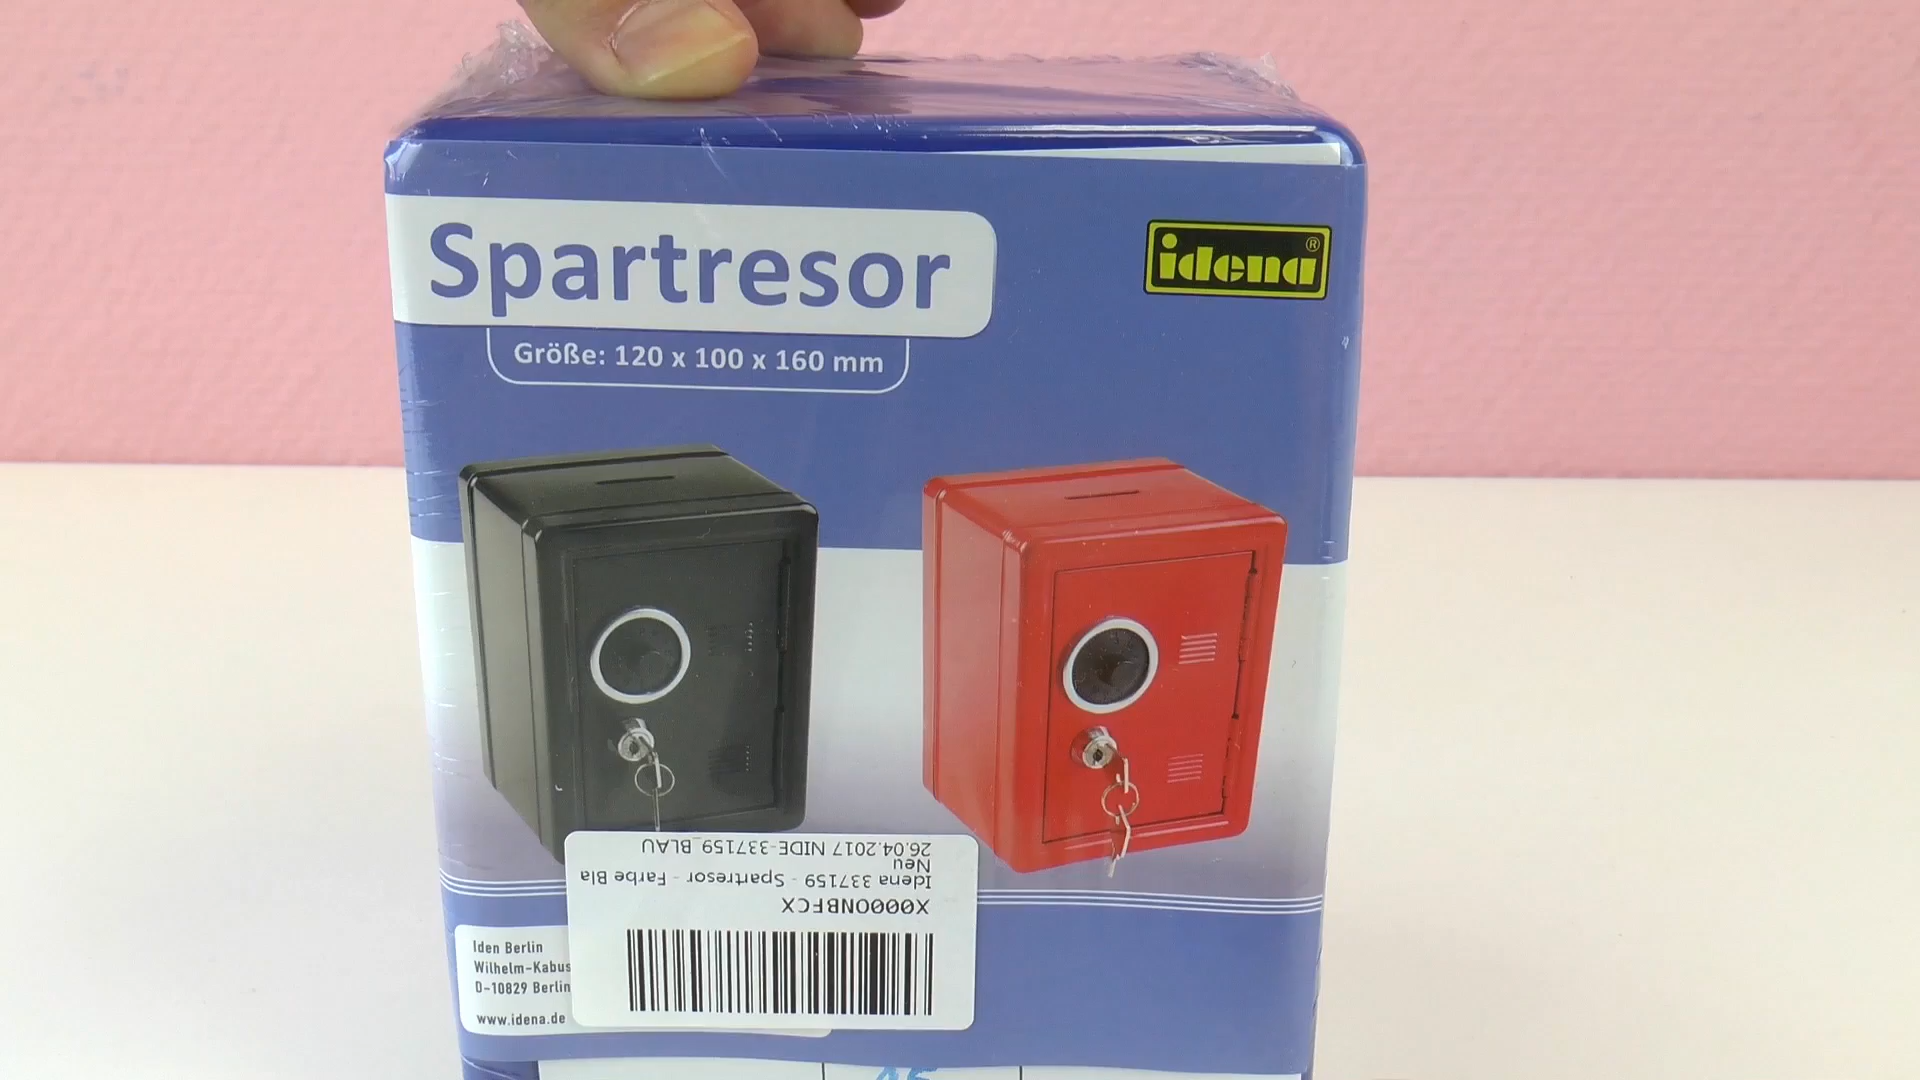 Spartresor
idena®
Größe: 120 x 100 x 160 mm
26.04.2017 NIDE-337159_BLAU
Neu
Idena 337159 - Spartresor - Farbe Bla
X0000NBFCX
Iden Berlin
Wilhelm-Kabus
D-10829 Berlin
www.idena.de